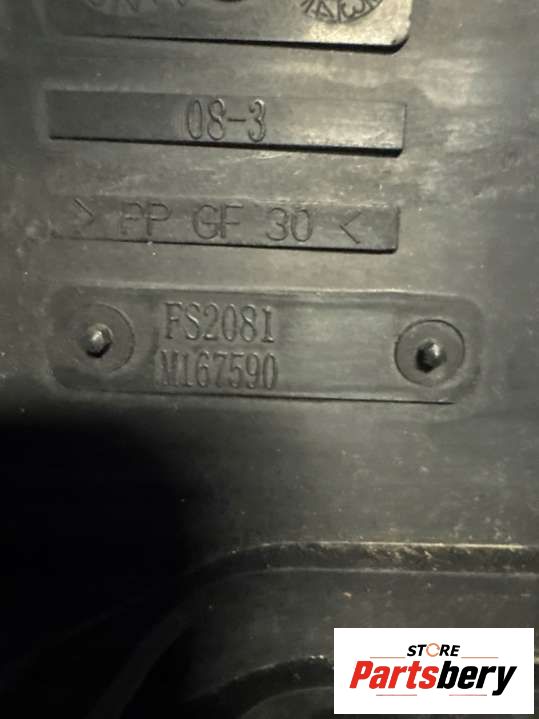 08-3
> PP GF 30 <
FS2081
M167590
STORE
Partsbery